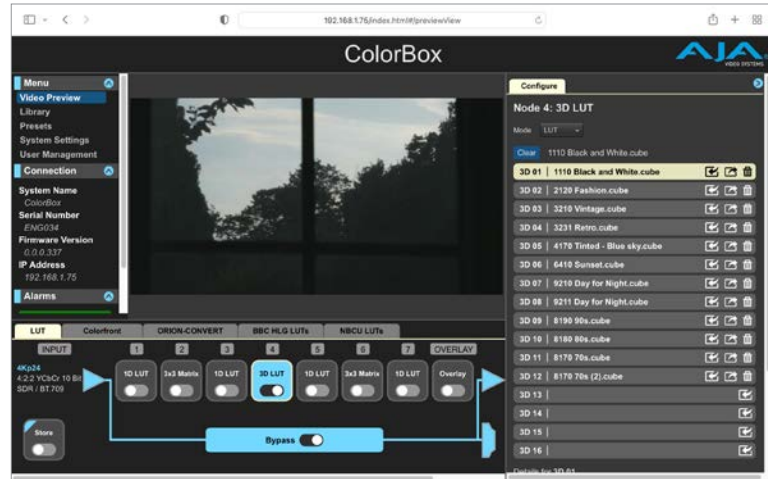 192.168.1.76/index.html#/previewView
ColorBox
AJA
VIDEO SYSTEMS
Menu
Video Preview
Library
Presets
System Settings
User Management
Connection
System Name
ColorBox
Serial Number
ENG034
Firmware Version
0.0.0.337
IP Address
192.168.1.75
Alarms
Configure
Node 4: 3D LUT
Mode LUT
Clear 1110 Black and White.cube
3D 01 | 1110 Black and White.cube
3D 02 | 2120 Fashion.cube
3D 03 | 3210 Vintage.cube
3D 04 | 3231 Retro.cube
3D 05 | 4170 Tinted - Blue sky.cube
3D 06 | 6410 Sunset.cube
3D 07 | 9210 Day for Night.cube
3D 08 | 9211 Day for Night.cube
3D 09 | 8190 90s.cube
3D 10 | 8180 80s.cube
3D 11 | 8170 70s.cube
3D 12 | 8170 70s (2).cube
3D 13 |
3D 14 |
3D 15 |
3D 16 |
Details for 3D 01
LUT Colorfront ORION-CONVERT BBC HLG LUTs NBCU LUTs
INPUT 1 2 3 4 5 6 7 OVERLAY
4Kp24
4:2:2 YCbCr 10 Bit
SDR / BT.709
1D LUT 3x3 Matrix 1D LUT 3D LUT 1D LUT 3x3 Matrix 1D LUT Overlay
Store
Bypass